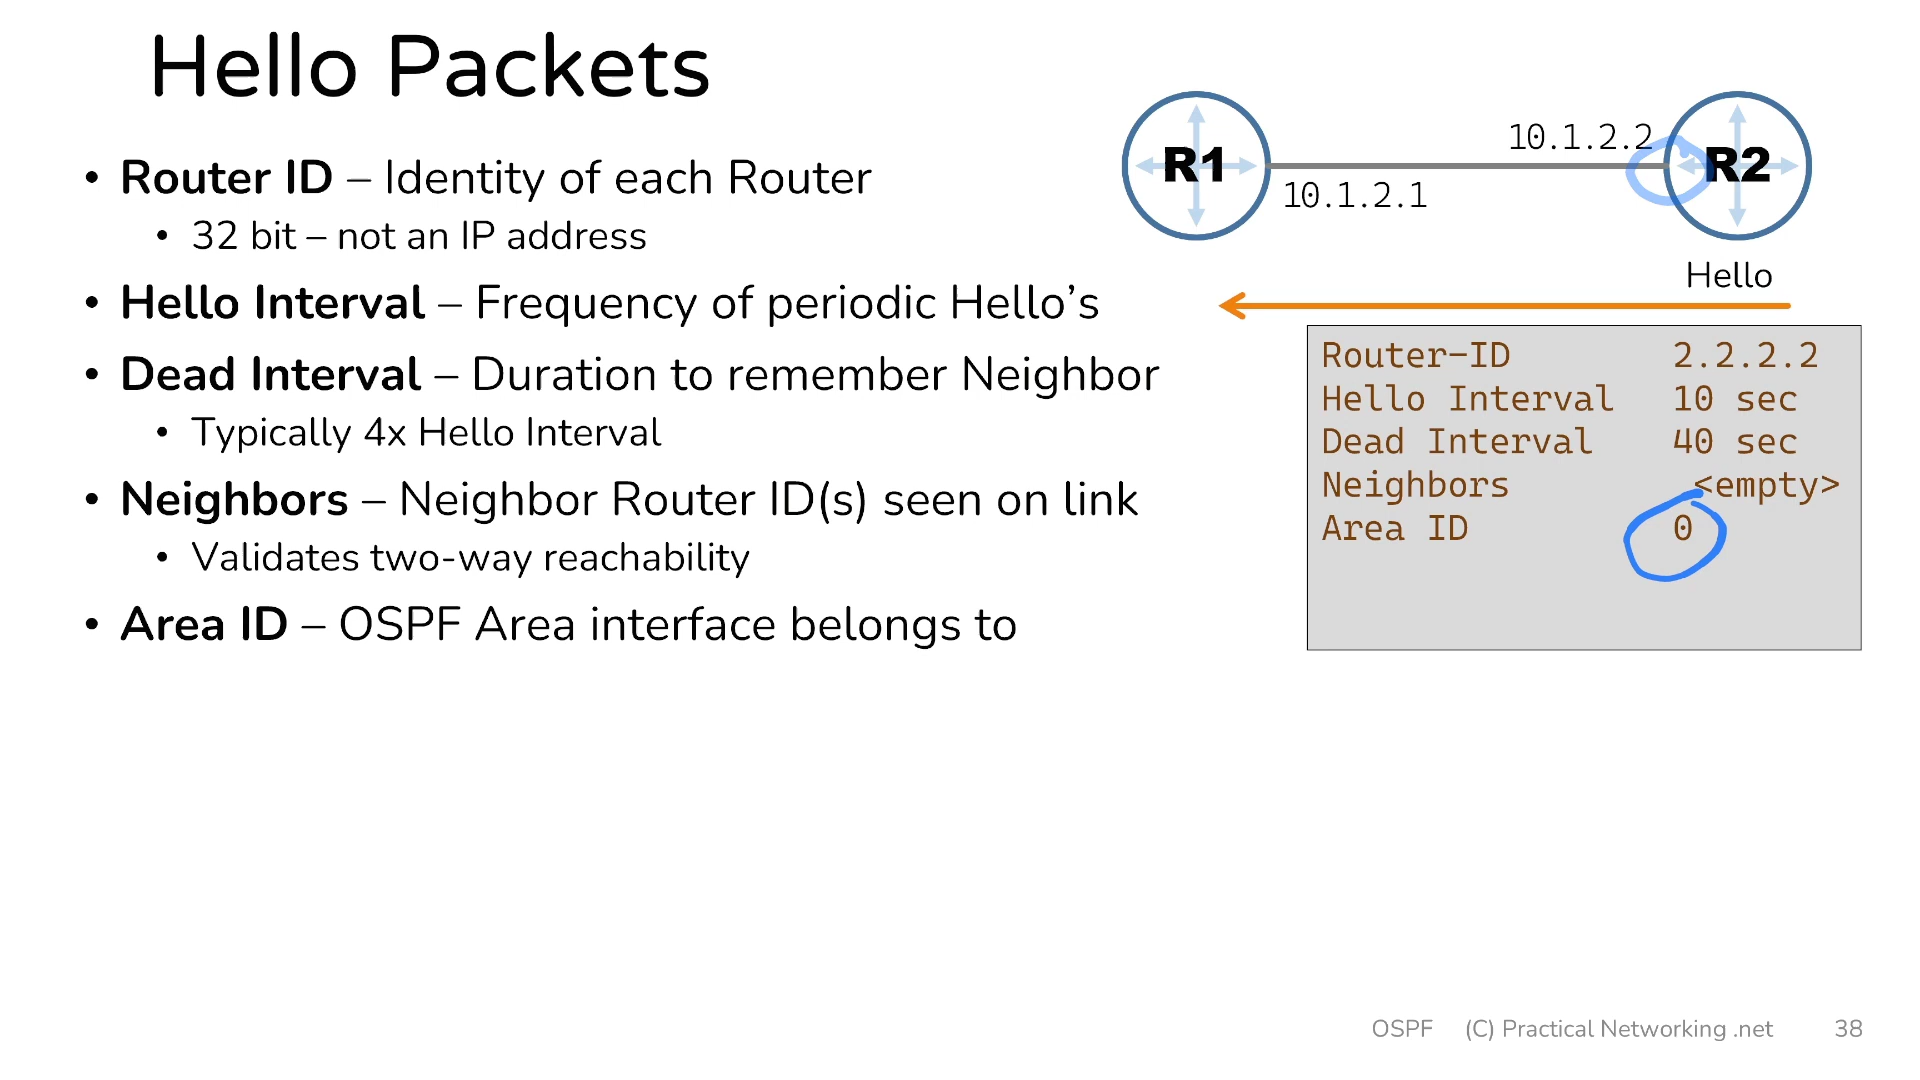 Hello Packets
• Router ID – Identity of each Router
• 32 bit – not an IP address
• Hello Interval – Frequency of periodic Hello’s
• Dead Interval – Duration to remember Neighbor
• Typically 4x Hello Interval
• Neighbors – Neighbor Router ID(s) seen on link
• Validates two-way reachability
• Area ID – OSPF Area interface belongs to
R1
10.1.2.2
10.1.2.1
R2
Hello
Router-ID 2.2.2.2
Hello Interval 10 sec
Dead Interval 40 sec
Neighbors <empty>
Area ID 0
OSPF (C) Practical Networking .net 38